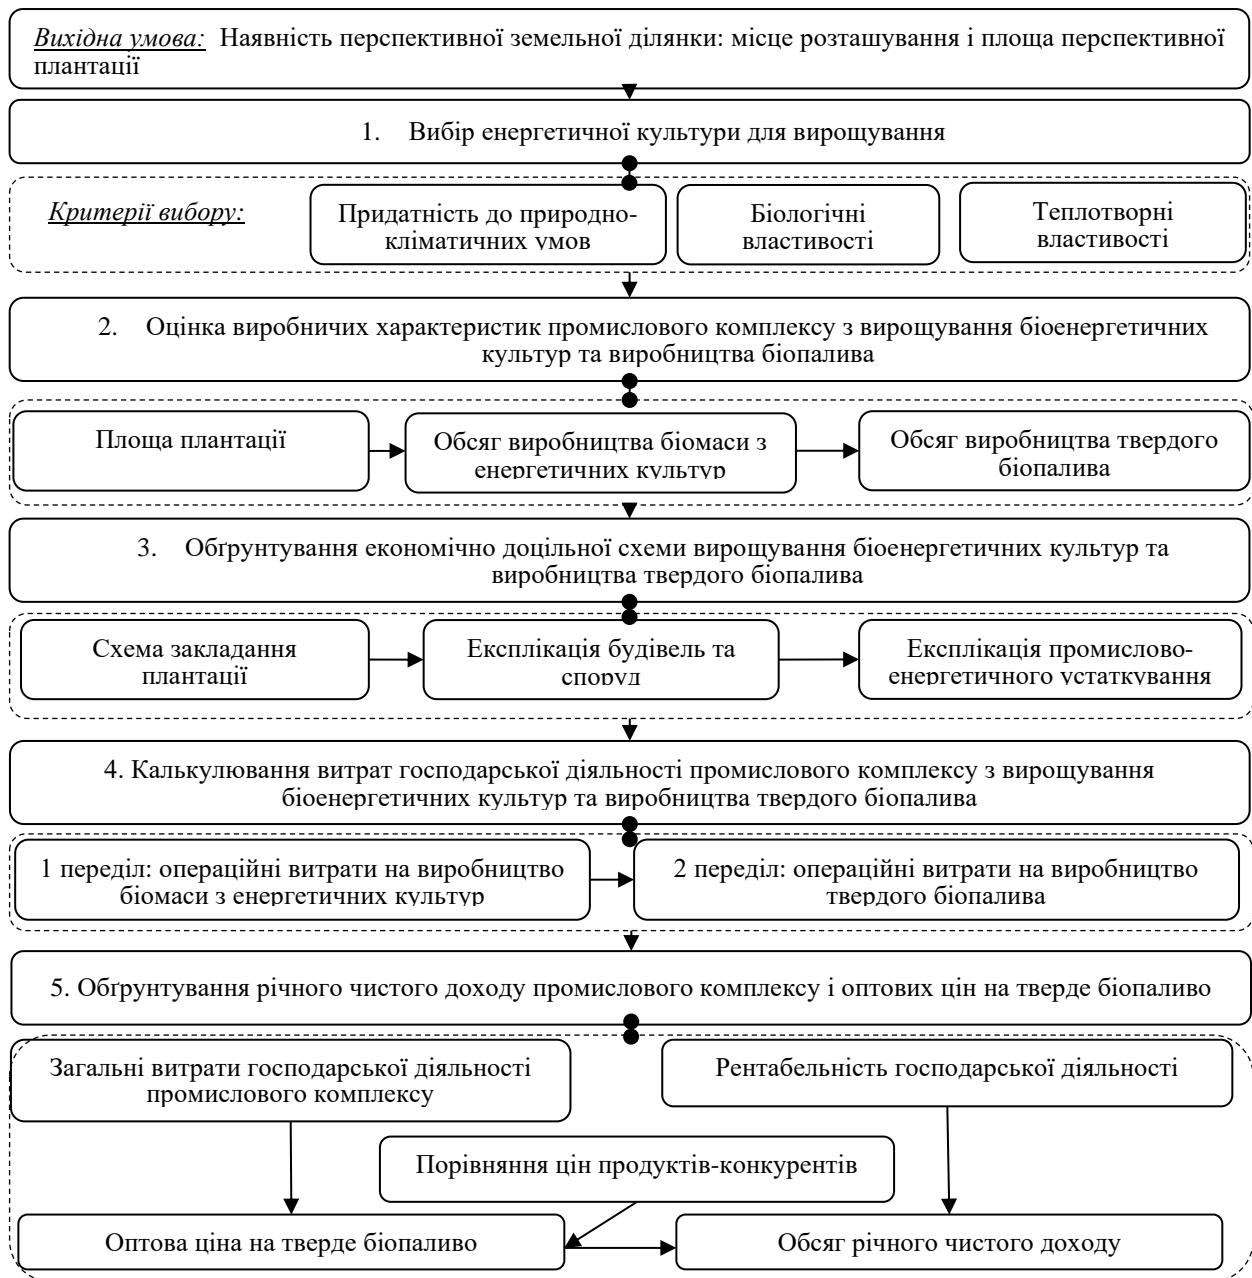 Вихідна умова: Наявність перспективної земельної ділянки: місце розташування і площа перспективної
плантації
1. Вибір енергетичної культури для вирощування
Критерії вибору:
Придатність до природно-
кліматичних умов
Біологічні
властивості
Теплотворні
властивості
2. Оцінка виробничих характеристик промислового комплексу з вирощування біоенергетичних
культур та виробництва біопалива
Площа плантації
Обсяг виробництва біомаси з
енергетичних культур
Обсяг виробництва твердого
біопалива
3. Обґрунтування економічно доцільної схеми вирощування біоенергетичних культур та
виробництва твердого біопалива
Схема закладання
плантації
Експлікація будівель та
споруд
Експлікація промислово-
енергетичного устаткування
4. Калькулювання витрат господарської діяльності промислового комплексу з вирощування
біоенергетичних культур та виробництва твердого біопалива
1 переділ: операційні витрати на виробництво
біомаси з енергетичних культур
2 переділ: операційні витрати на виробництво
твердого біопалива
5. Обґрунтування річного чистого доходу промислового комплексу і оптових цін на тверде біопаливо
Загальні витрати господарської діяльності
промислового комплексу
Рентабельність господарської діяльності
Порівняння цін продуктів-конкурентів
Оптова ціна на тверде біопаливо
Обсяг річного чистого доходу